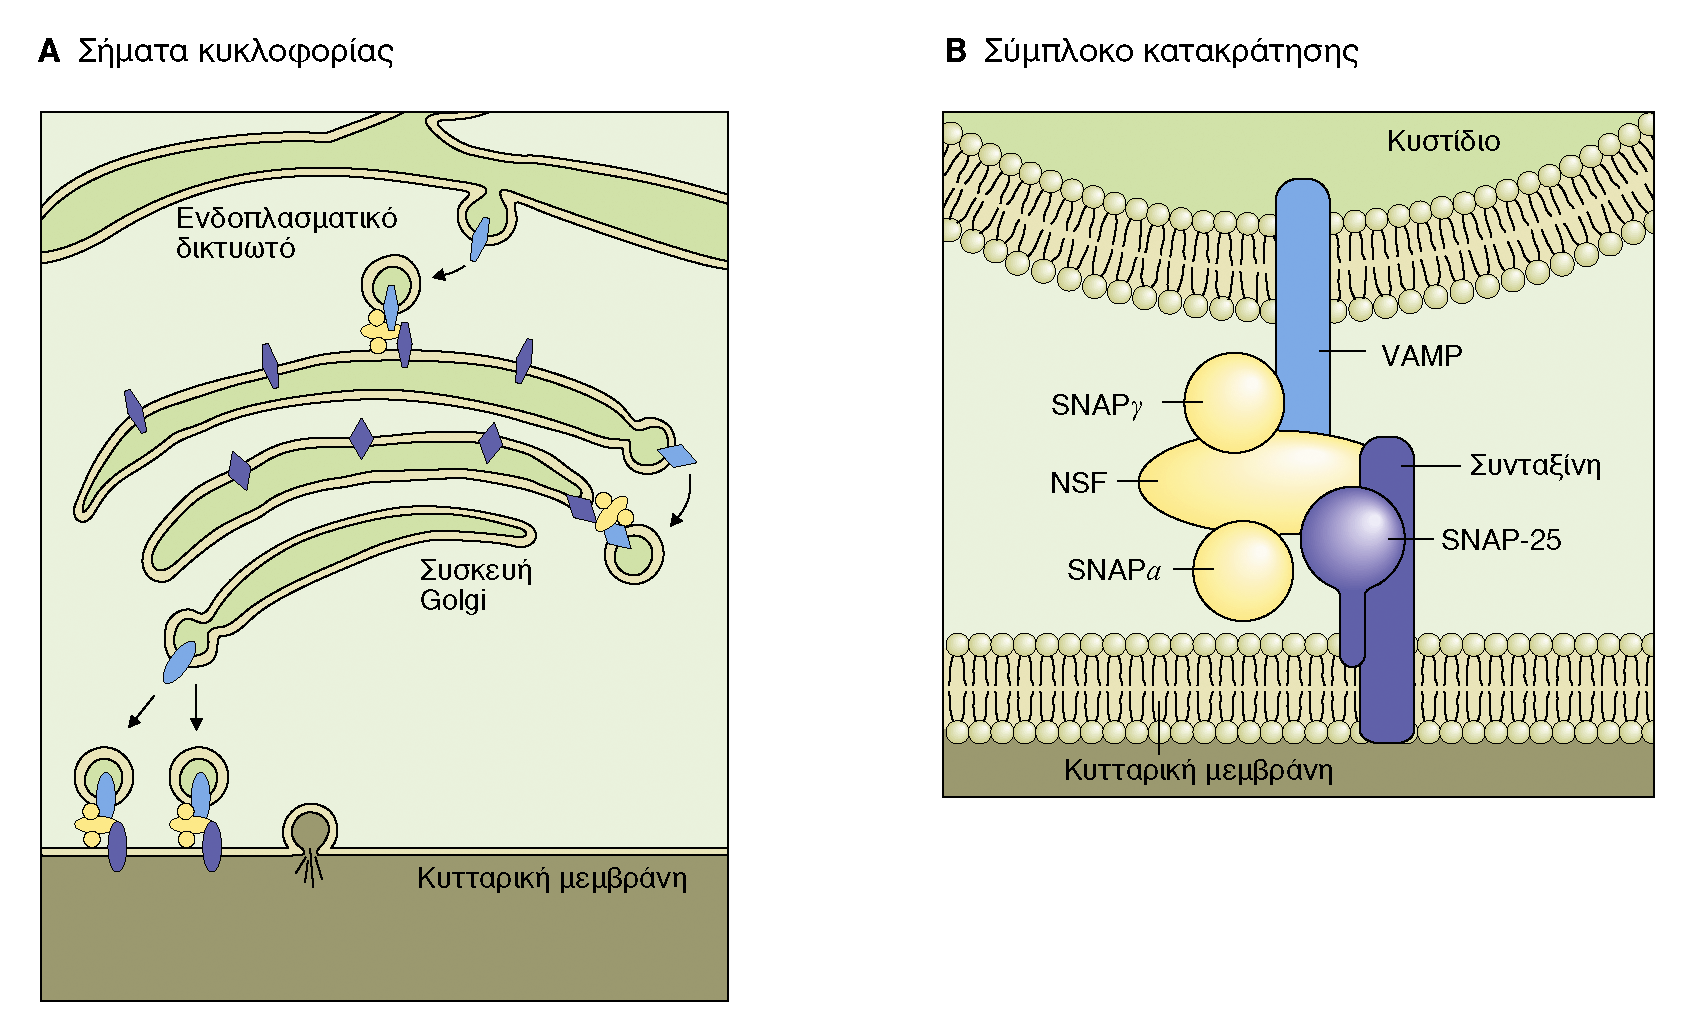 A Σήματα κυκλοφορίας
Ενδοπλασματικό
δικτυωτό
Συσκευή
Golgi
Κυτταρική μεμβράνη
B Σύμπλοκο κατακράτησης
Κυστίδιο
VAMP
SNAPγ
Συνταξίνη
NSF
SNAP-25
SNAPα
Κυτταρική μεμβράνη